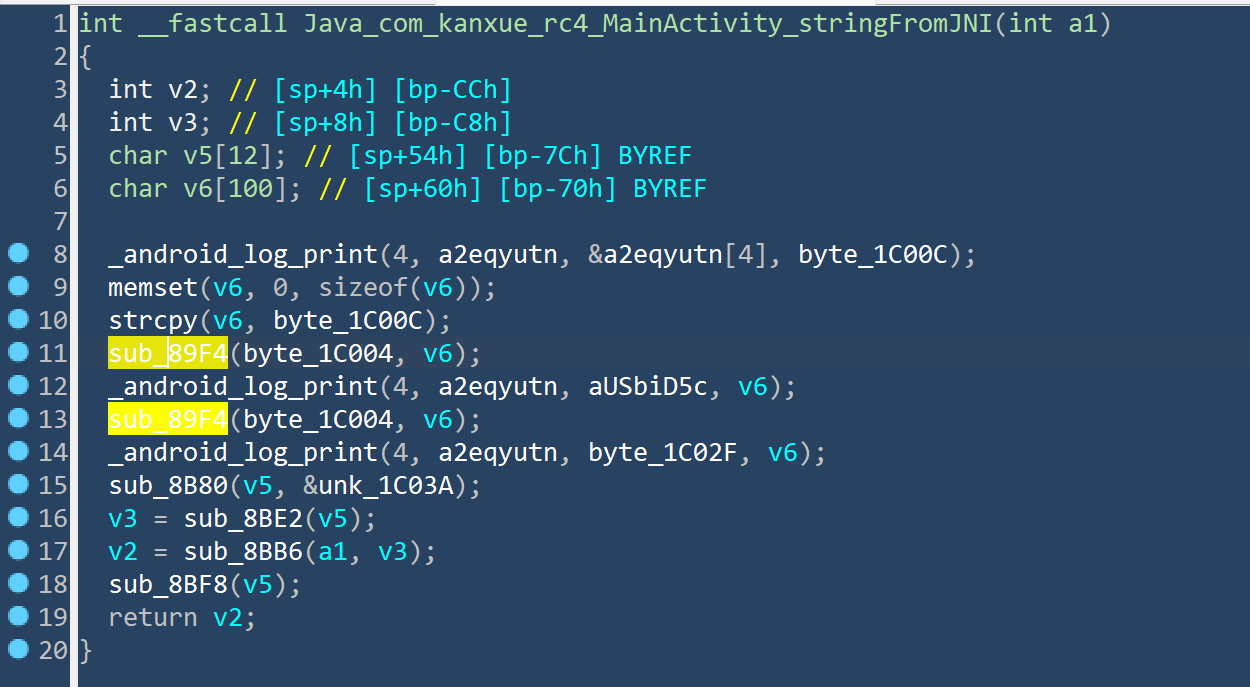 1 int __fastcall Java_com_kanxue_rc4_MainActivity_stringFromJNI(int a1)
2 {
3   int v2; // [sp+4h] [bp-CCh]
4   int v3; // [sp+8h] [bp-C8h]
5   char v5[12]; // [sp+54h] [bp-7Ch] BYREF
6   char v6[100]; // [sp+60h] [bp-70h] BYREF
7
8   _android_log_print(4, a2eqyutn, &a2eqyutn[4], byte_1C00C);
9   memset(v6, 0, sizeof(v6));
10   strcpy(v6, byte_1C00C);
11   sub_89F4(byte_1C004, v6);
12   _android_log_print(4, a2eqyutn, aUSbiD5c, v6);
13   sub_89F4(byte_1C004, v6);
14   _android_log_print(4, a2eqyutn, byte_1C02F, v6);
15   sub_8B80(v5, &unk_1C03A);
16   v3 = sub_8BE2(v5);
17   v2 = sub_8BB6(a1, v3);
18   sub_8BF8(v5);
19   return v2;
20 }